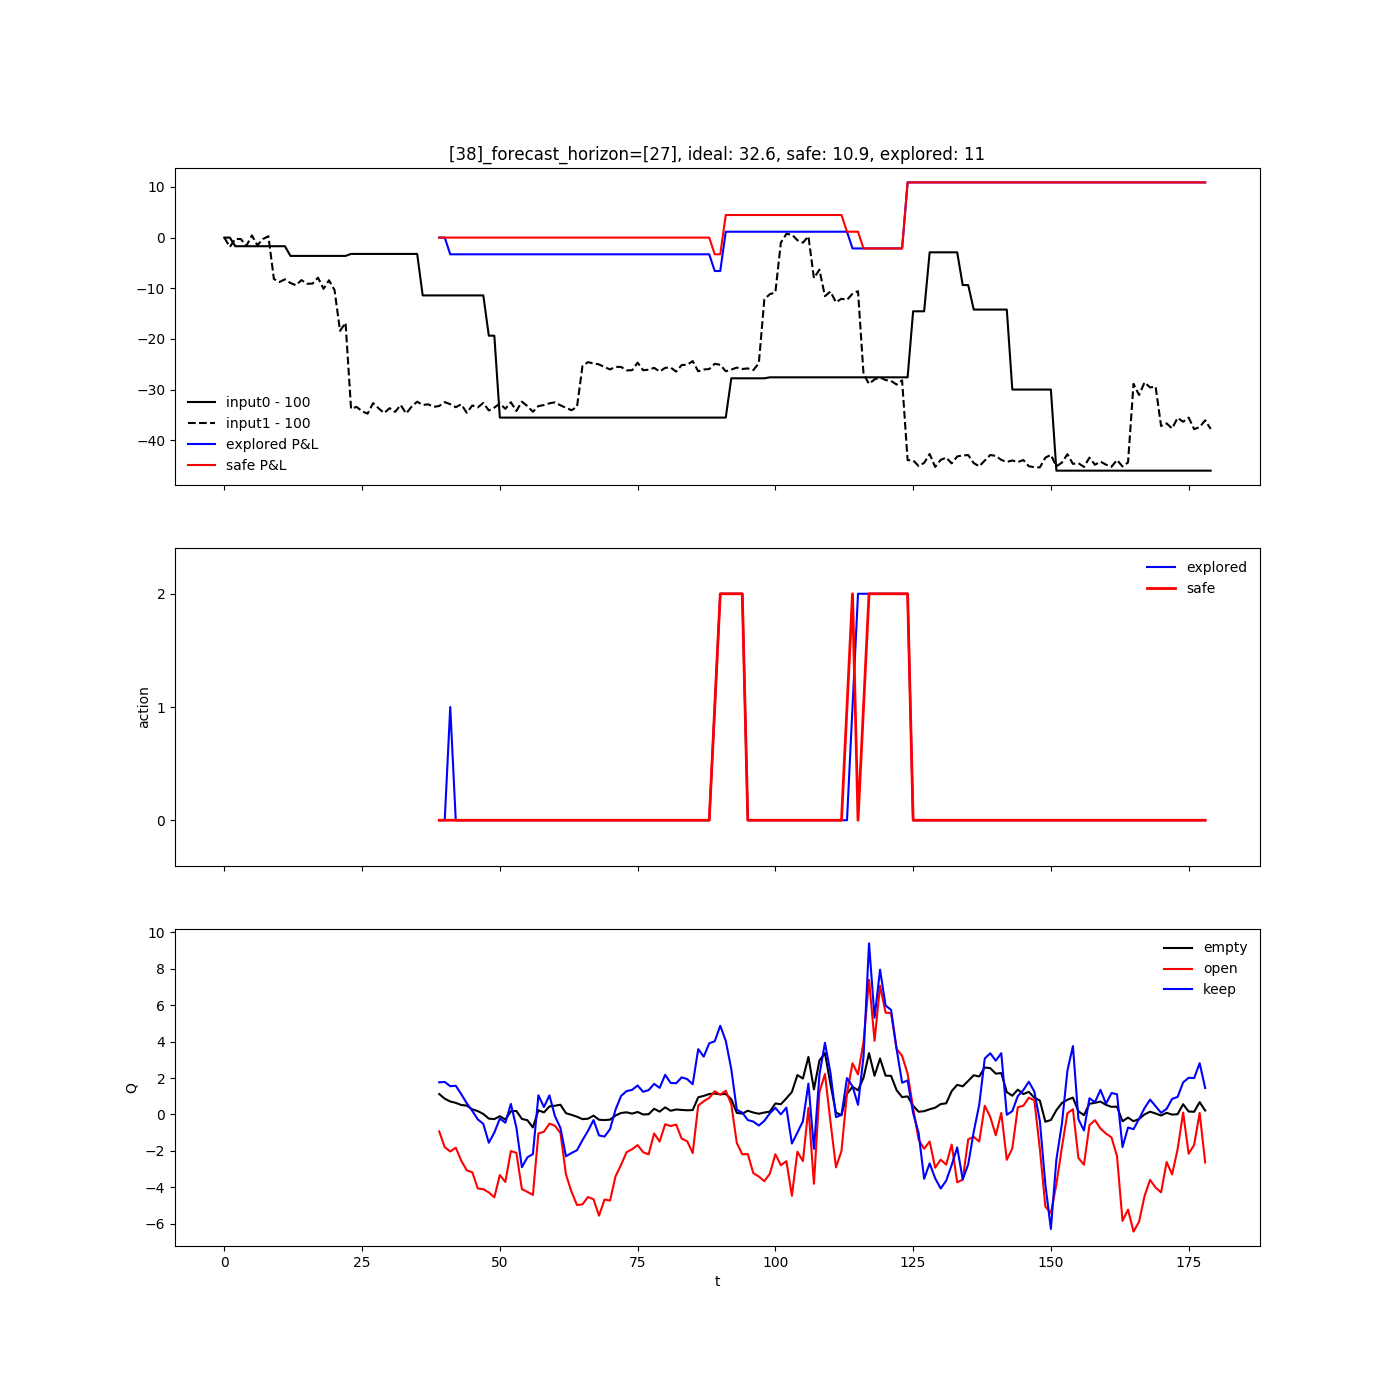 [38]_forecast_horizon=[27], ideal: 32.6, safe: 10.9, explored: 11
10
0
−10
−20
−30
−40
input0 - 100
input1 - 100
explored P&L
safe P&L
2
1
0
action
explored
safe
10
8
6
4
2
0
−2
−4
−6
Q
empty
open
keep
0
25
50
75
100
125
150
175
t